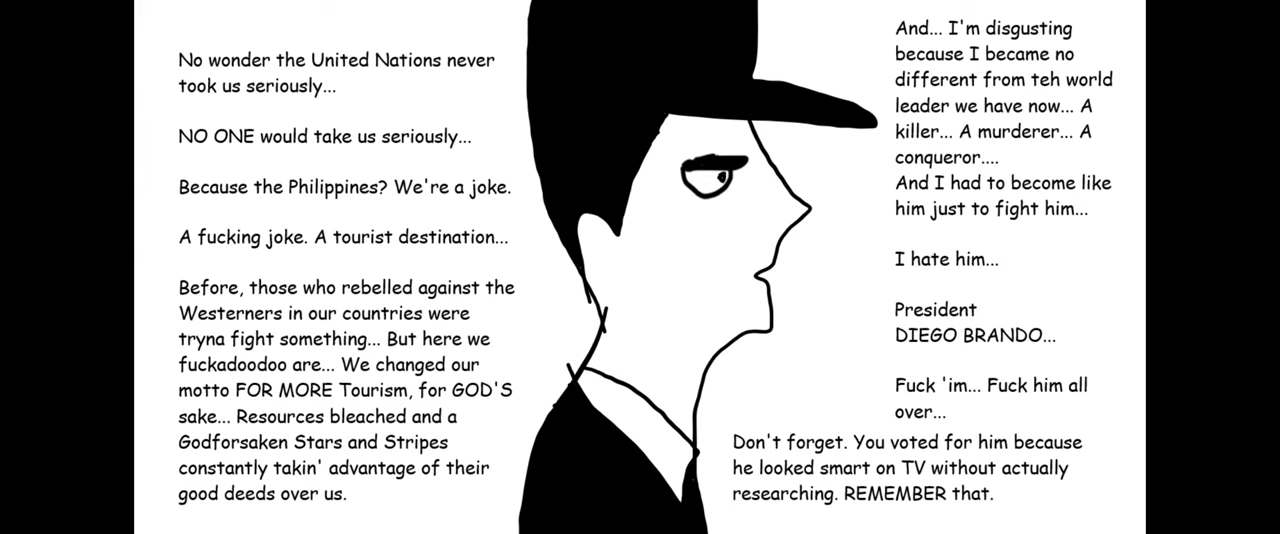 No wonder the United Nations never
took us seriously...
NO ONE would take us seriously...
Because the Philippines? We're a joke.
A fucking joke. A tourist destination...
Before, those who rebelled against the
Westerners in our countries were
tryna fight something... But here we
fuckadoodoo are... We changed our
motto FOR MORE Tourism, for GOD'S
sake... Resources bleached and a
Godforsaken Stars and Stripes
constantly takin' advantage of their
good deeds over us.
And... I'm disgusting
because I became no
different from teh world
leader we have now... A
killer... A murderer... A
conqueror....
And I had to become like
him just to fight him...
I hate him...
President
DIEGO BRANDO...
Fuck 'im... Fuck him all
over...
Don't forget. You voted for him because
he looked smart on TV without actually
researching. REMEMBER that.